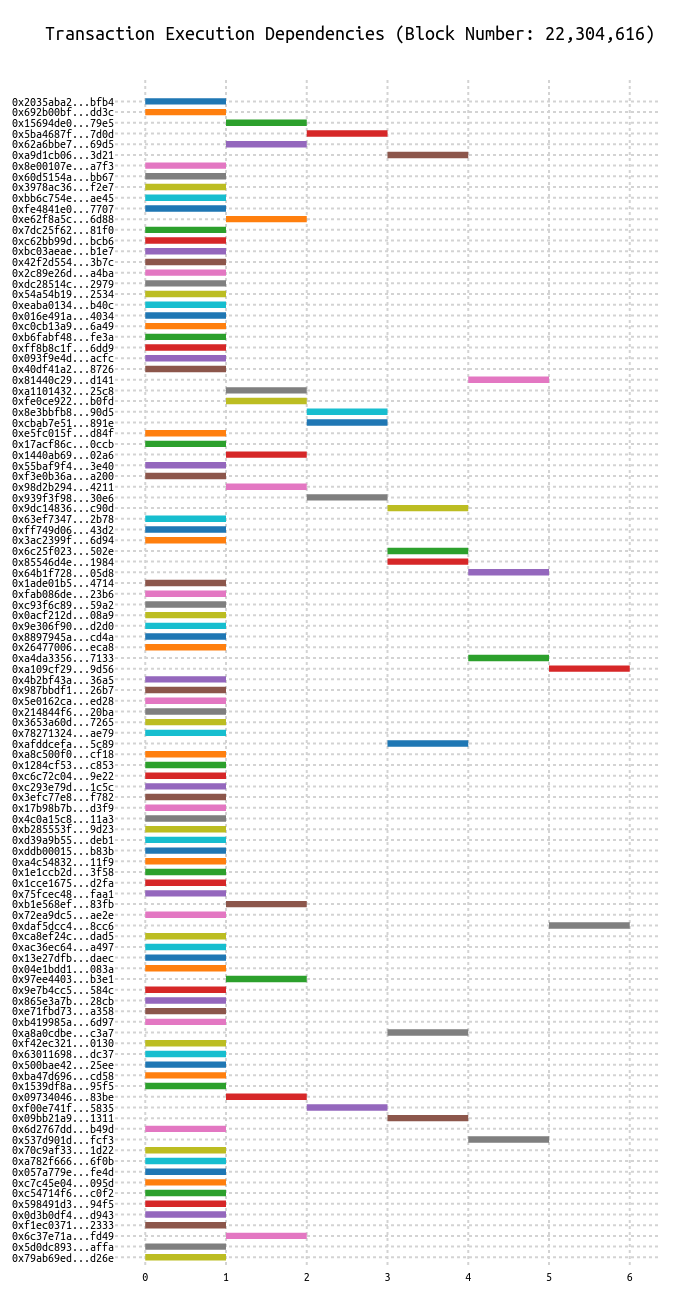 Transaction Execution Dependencies (Block Number: 22,304,616)
0x2035aba2...bfb4
0x692b00bf...dd3c
0x15694de0...79e5
0x5ba4687f...7d0d
0x62a6bbe7...69d5
0xa9d1cb06...3d21
0x8e00107e...a7f3
0x60d5154a...bb67
0x3978ac36...f2e7
0xbb6c754e...ae45
0xfe4841e0...7707
0xe62f8a5c...6d88
0x7dc25f62...81f0
0xc62bb99d...bcb6
0xbc03aeae...b1e7
0x42f2d554...3b7c
0x2c89e26d...a4ba
0xdc28514c...2979
0x54a54b19...2534
0xeaba0134...b40c
0x016e491a...4034
0xc0cb13a9...6a49
0xb6fabf48...fe3a
0xff8b8c1f...6dd9
0x093f9e4d...acfc
0x40df41a2...8726
0x81440c29...d141
0xa1101432...25c8
0xfe0ce922...b0fd
0x8e3bbfb8...90d5
0xcbab7e51...891e
0xe5fc015f...d84f
0x17acf86c...0ccb
0x1440ab69...02a6
0x55baf9f4...3e40
0xf3e0b36a...a200
0x98d2b294...4211
0x939f3f98...30e6
0x9dc14836...c90d
0x63ef7347...2b78
0xff749d06...43d2
0x3ac2399f...6d94
0x6c25f023...502e
0x85546d4e...1984
0x64b1f728...05d8
0x1ade01b5...4714
0xfab086de...23b6
0xc93f6c89...59a2
0x0acf212d...08a9
0x9e306f90...d2d0
0x8897945a...cd4a
0x26477006...eca8
0xa4da3356...7133
0xa109cf29...9d56
0x4b2bf43a...36a5
0x987bbdf1...26b7
0x5e0162ca...ed28
0x214844f6...20ba
0x3653a60d...7265
0x78271324...ae79
0xafddcefa...5c89
0xa8c500f0...cf18
0x1284cf53...c853
0xc6c72c04...9e22
0xc293e79d...1c5c
0x3efc77e8...f782
0x17b98b7b...d3f9
0x4c0a15c8...11a3
0xb285553f...9d23
0xd39a9b55...deb1
0xddb00015...b83b
0xa4c54832...11f9
0x1e1ccb2d...3f58
0x1cce1675...d2fa
0x75fcec48...faa1
0xb1e568ef...83fb
0x72ea9dc5...ae2e
0xdaf5dcc4...8cc6
0xca8ef24c...dad5
0xac36ec64...a497
0x13e27dfb...daec
0x04e1bdd1...083a
0x97ee4403...b3e1
0x9e7b4cc5...584c
0x865e3a7b...28cb
0xe71fbd73...a358
0xb419985a...6d97
0xa8a0cdbe...c3a7
0xf42ec321...0130
0x63011698...dc37
0x500bae42...25ee
0xba47d696...cd58
0x1539df8a...95f5
0x09734046...83be
0xf00e741f...5835
0x09bb21a9...1311
0x6d2767dd...b49d
0x537d901d...fcf3
0x70c9af33...1d22
0xa782f666...6f0b
0x057a779e...fe4d
0xc7c45e04...095d
0xc54714f6...c0f2
0x598491d3...94f5
0x0d3b0df4...d943
0xf1ec0371...2333
0x6c37e71a...fd49
0x5d0dc893...affa
0x79ab69ed...d26e
0 1 2 3 4 5 6